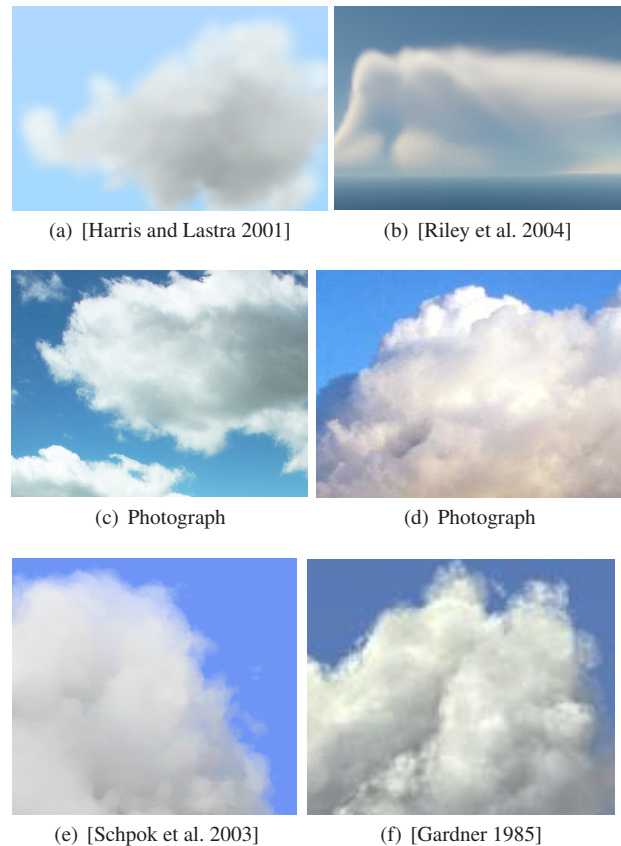 (a) [Harris and Lastra 2001]
(b) [Riley et al. 2004]
(c) Photograph
(d) Photograph
(e) [Schpok et al. 2003]
(f) [Gardner 1985]